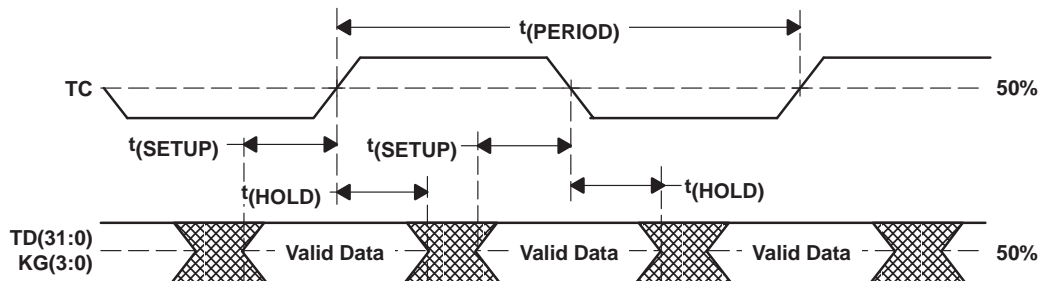 t(PERIOD)
TC
50%
t(SETUP)
t(SETUP)
t(HOLD)
t(HOLD)
TD(31:0)
KG(3:0)
Valid Data
Valid Data
Valid Data
50%